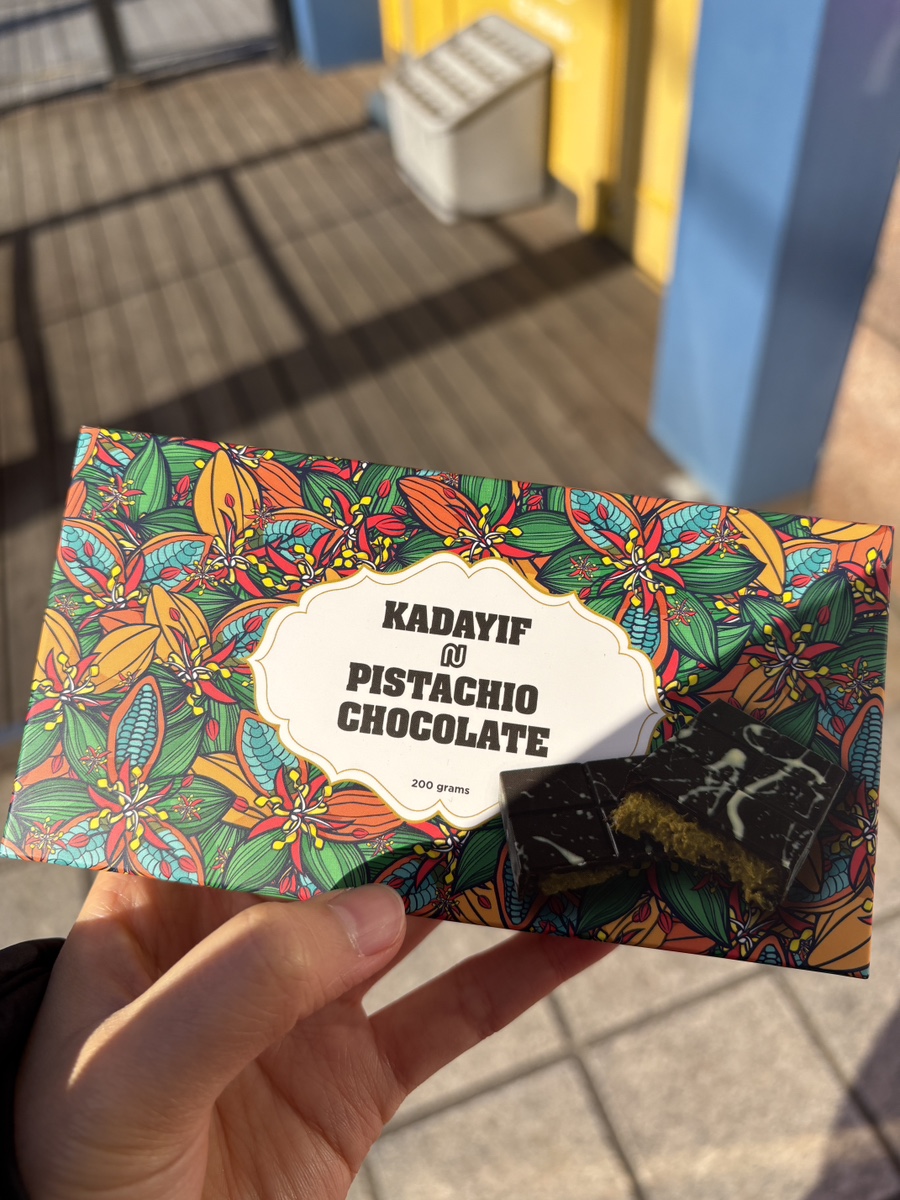 KADAYIF
N
PISTACHIO
CHOCOLATE
200 grams